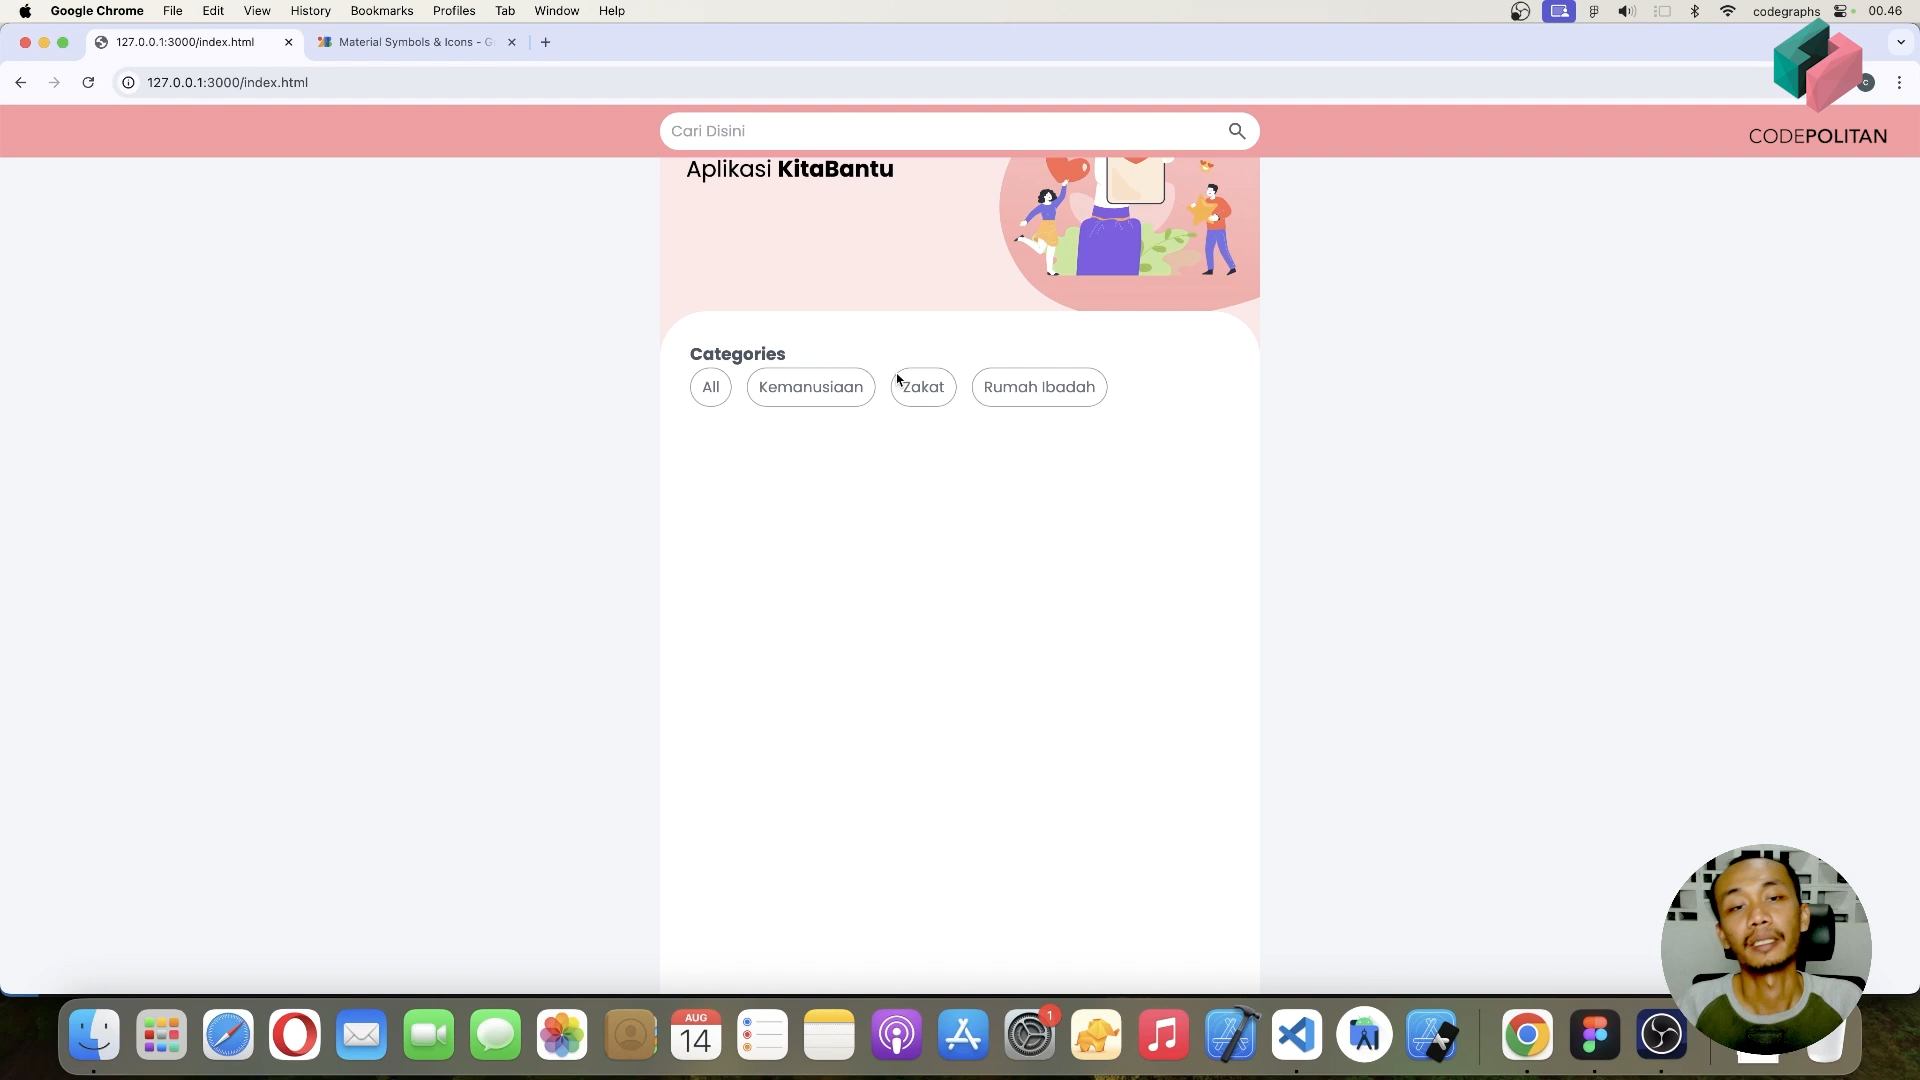 Google Chrome File Edit View History Bookmarks Profiles Tab Window Help codegraphs 00.46
127.0.0.1:3000/index.html Material Symbols & Icons - G
127.0.0.1:3000/index.html
Cari Disini
CODEPOLITAN
Aplikasi KitaBantu
Categories
All Kemanusiaan Zakat Rumah Ibadah
AUG
14
1